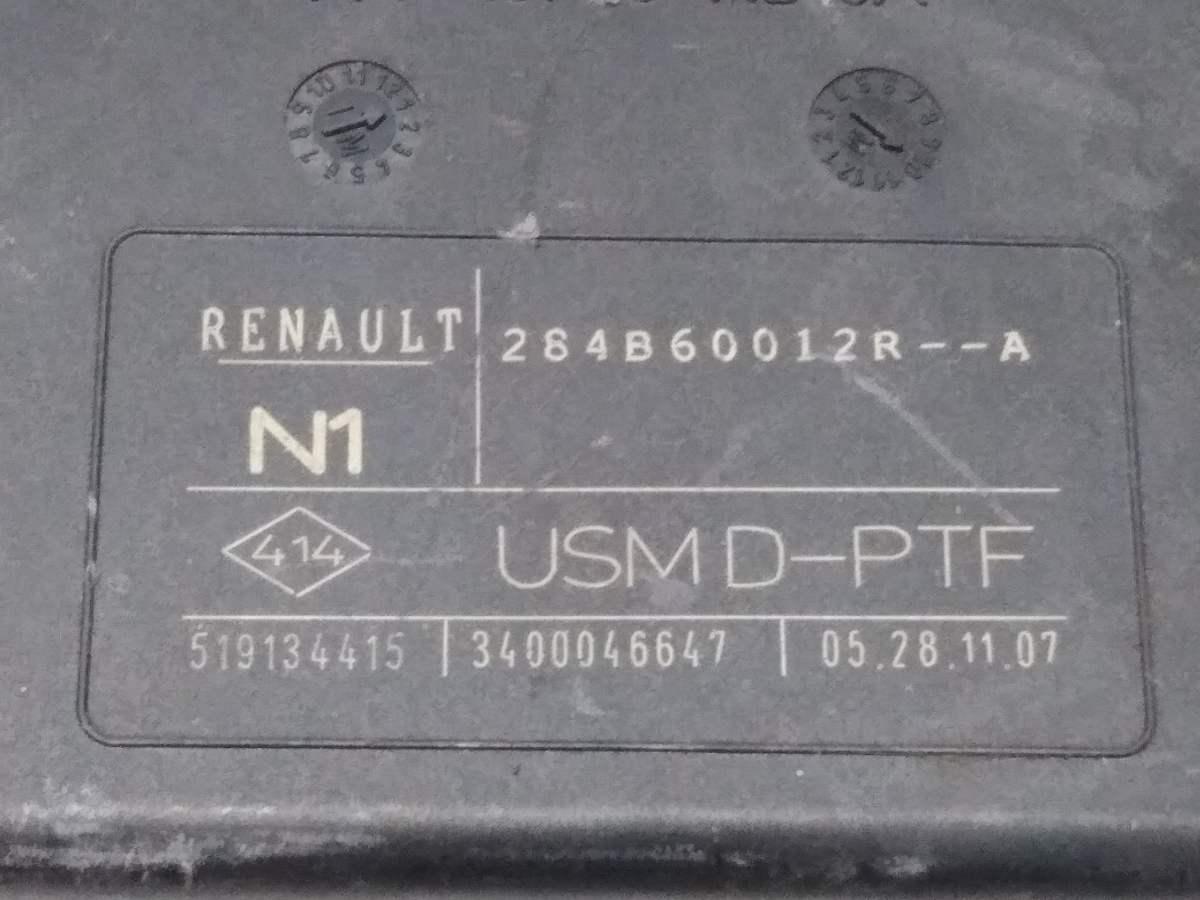 RENAULT 284B60012R--A
N1
414 USM D-PTF
519134415 3400046647 05.28.11.07